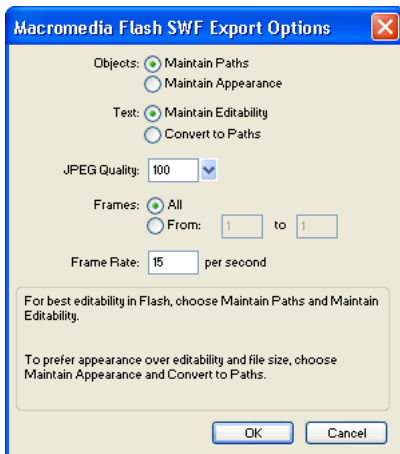 Macromedia Flash SWF Export Options
Objects: Maintain Paths
Maintain Appearance
Text: Maintain Editability
Convert to Paths
JPEG Quality: 100
Frames: All
From: 1 to 1
Frame Rate: 15 per second
For best editability in Flash, choose Maintain Paths and Maintain
Editability.
To prefer appearance over editability and file size, choose
Maintain Appearance and Convert to Paths.
OK Cancel